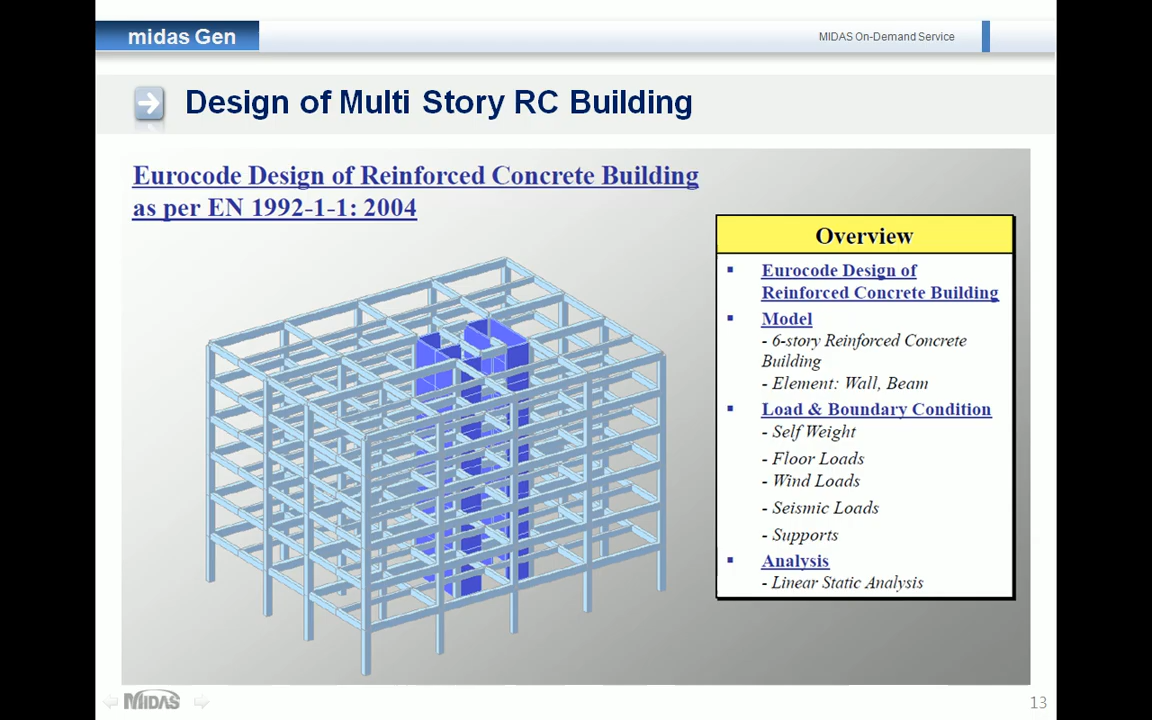 midas Gen
MIDAS On-Demand Service
Design of Multi Story RC Building
Eurocode Design of Reinforced Concrete Building
as per EN 1992-1-1: 2004
Overview
▪ Eurocode Design of
Reinforced Concrete Building
▪ Model
- 6-story Reinforced Concrete
Building
- Element: Wall, Beam
▪ Load & Boundary Condition
- Self Weight
- Floor Loads
- Wind Loads
- Seismic Loads
- Supports
▪ Analysis
- Linear Static Analysis
MIDAS
13